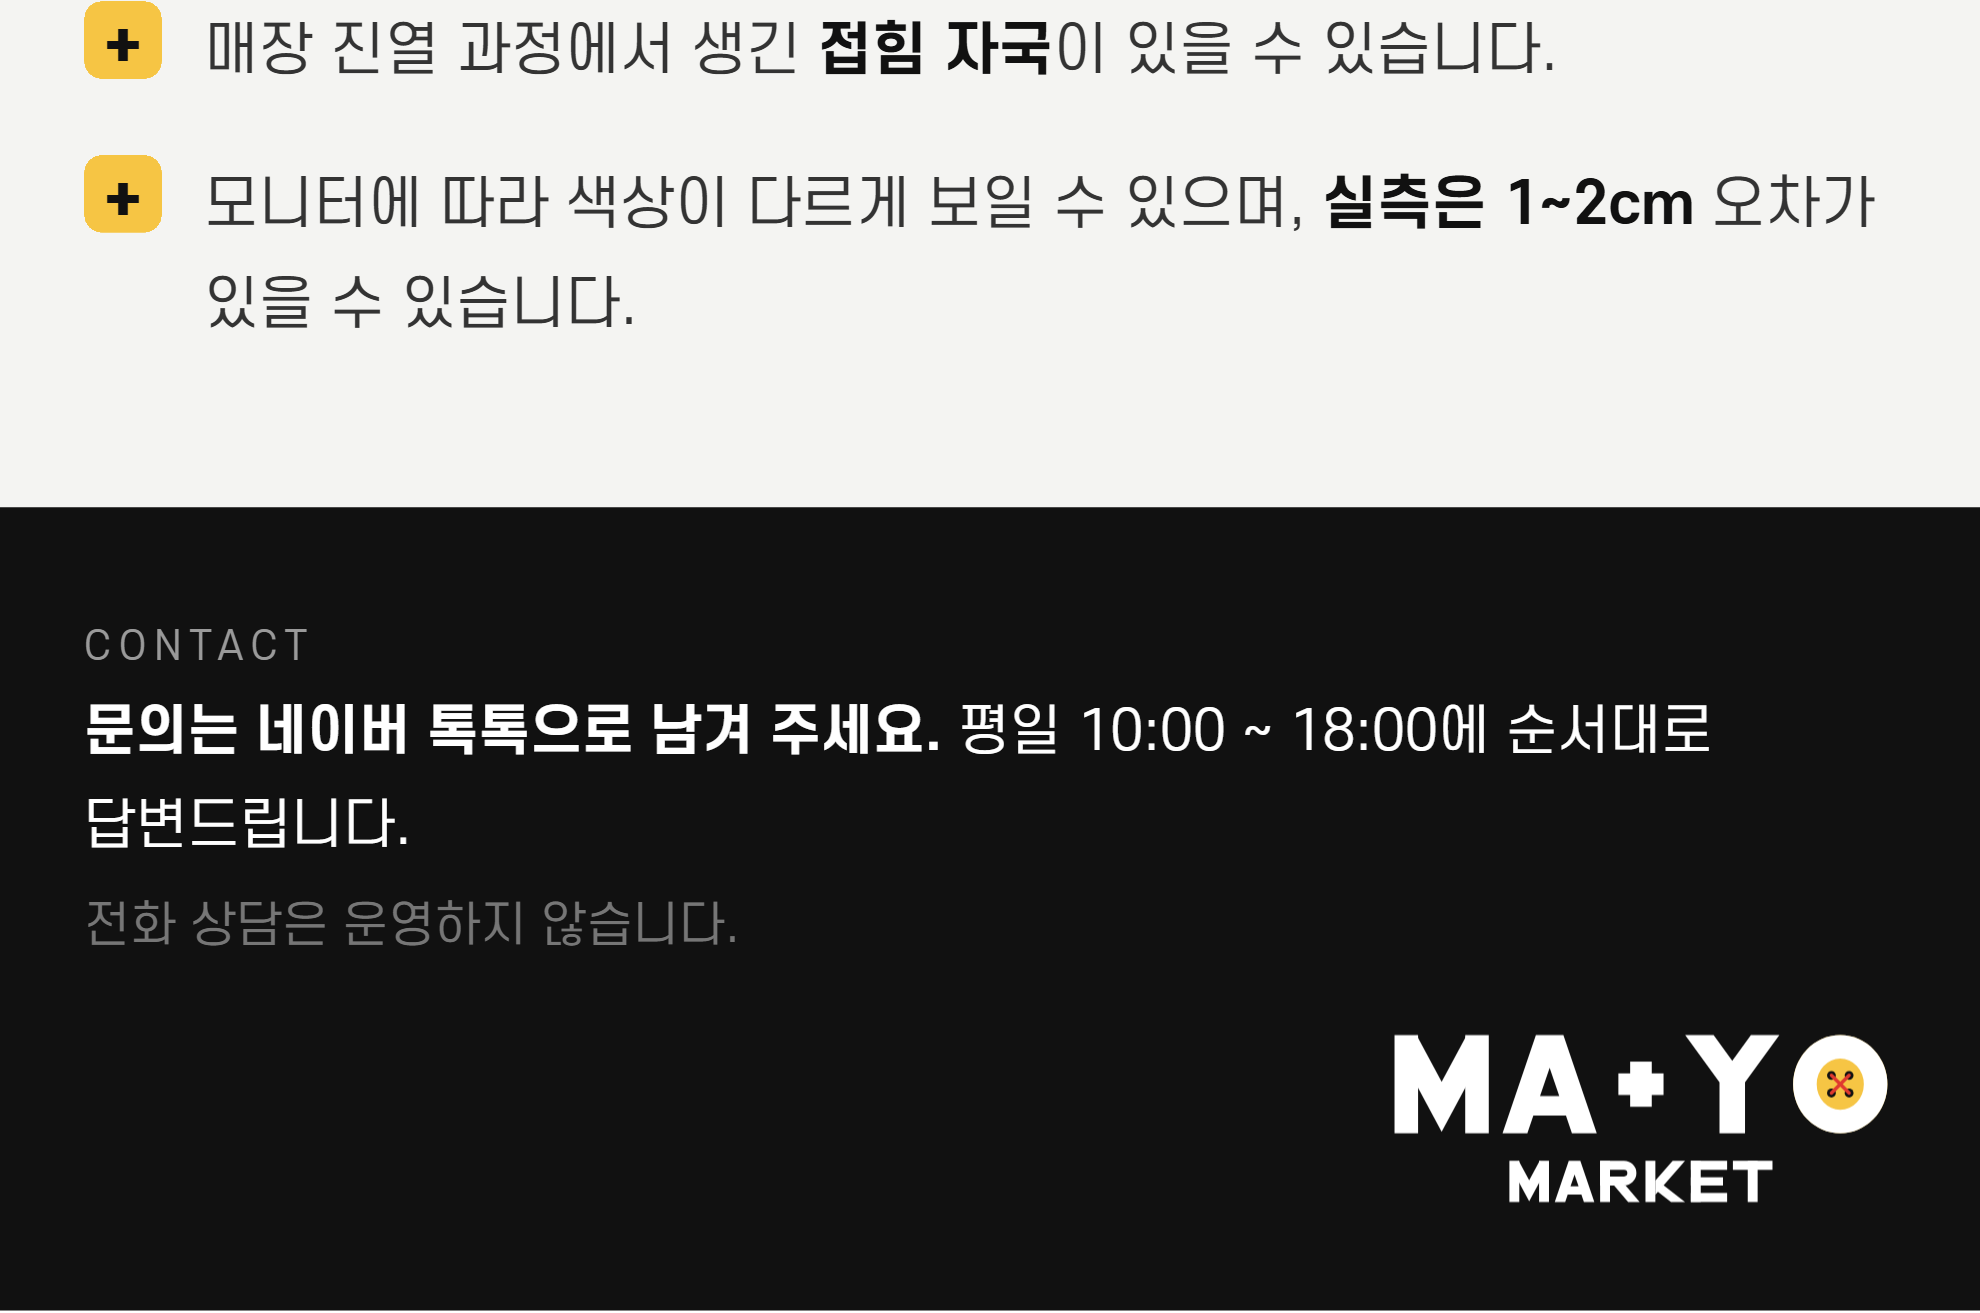 + 매장 진열 과정에서 생긴 접힘 자국이 있을 수 있습니다.
+ 모니터에 따라 색상이 다르게 보일 수 있으며, 실측은 1~2cm 오차가
있을 수 있습니다.
CONTACT
문의는 네이버 톡톡으로 남겨 주세요. 평일 10:00 ~ 18:00에 순서대로
답변드립니다.
전화 상담은 운영하지 않습니다.
MA+YO
MARKET